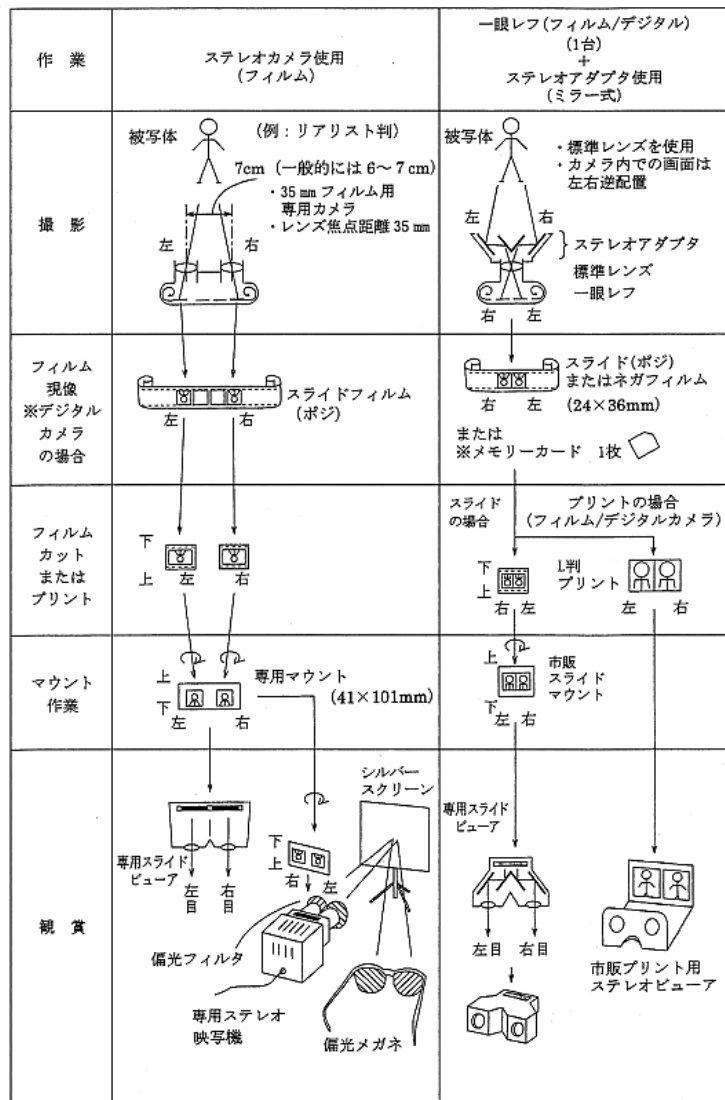 作業
ステレオカメラ使用
(フィルム)
一眼レフ(フィルム/デジタル)
(1台)
+
ステレオアダプタ使用
(ミラー式)
撮影
被写体
(例：リアリスト判)
7cm (一般的には 6〜7 cm)
・35 mm フィルム用
専用カメラ
・レンズ焦点距離 35 mm
左
右
被写体
・標準レンズを使用
・カメラ内での画面は
左右逆配置
左
右
ステレオアダプタ
標準レンズ
一眼レフ
右
左
フィルム
現像
※デジタル
カメラ
の場合
スライドフィルム
(ポジ)
左
右
スライド(ポジ)
またはネガフィルム
(24×36mm)
右
左
または
※メモリーカード 1枚
フィルム
カット
または
プリント
下
上
左
右
スライド
の場合
プリントの場合
(フィルム/デジタルカメラ)
下
上
右 左
L判
プリント
左
右
マウント
作業
上
下
左
右
専用マウント
(41×101mm)
上
下
左 右
市販
スライド
マウント
観賞
専用スライド
ビューア
左
目
右
目
下
上
右
左
シルバー
スクリーン
偏光フィルタ
専用ステレオ
映写機
偏光メガネ
専用スライド
ビューア
左目
右目
市販プリント用
ステレオビューア